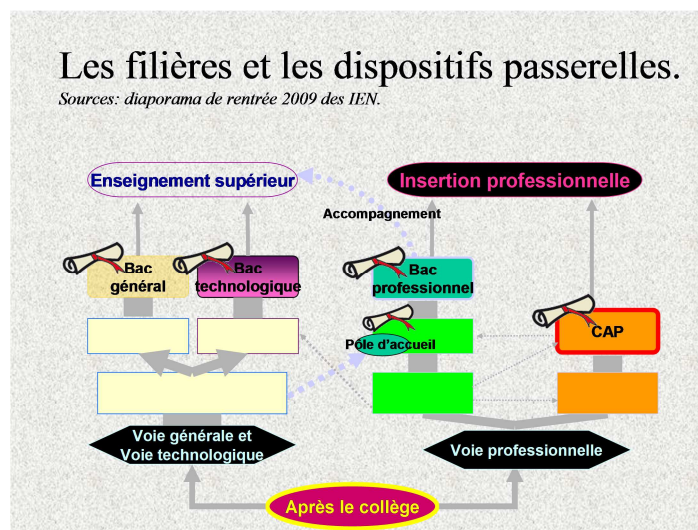 Les filières et les dispositifs passerelles.
Sources: diaporama de rentrée 2009 des IEN.
Enseignement supérieur
Insertion professionnelle
Accompagnement
Bac
général
Bac
technologique
Bac
professionnel
Pôle d'accueil
CAP
Voie générale et
Voie technologique
Voie professionnelle
Après le collège